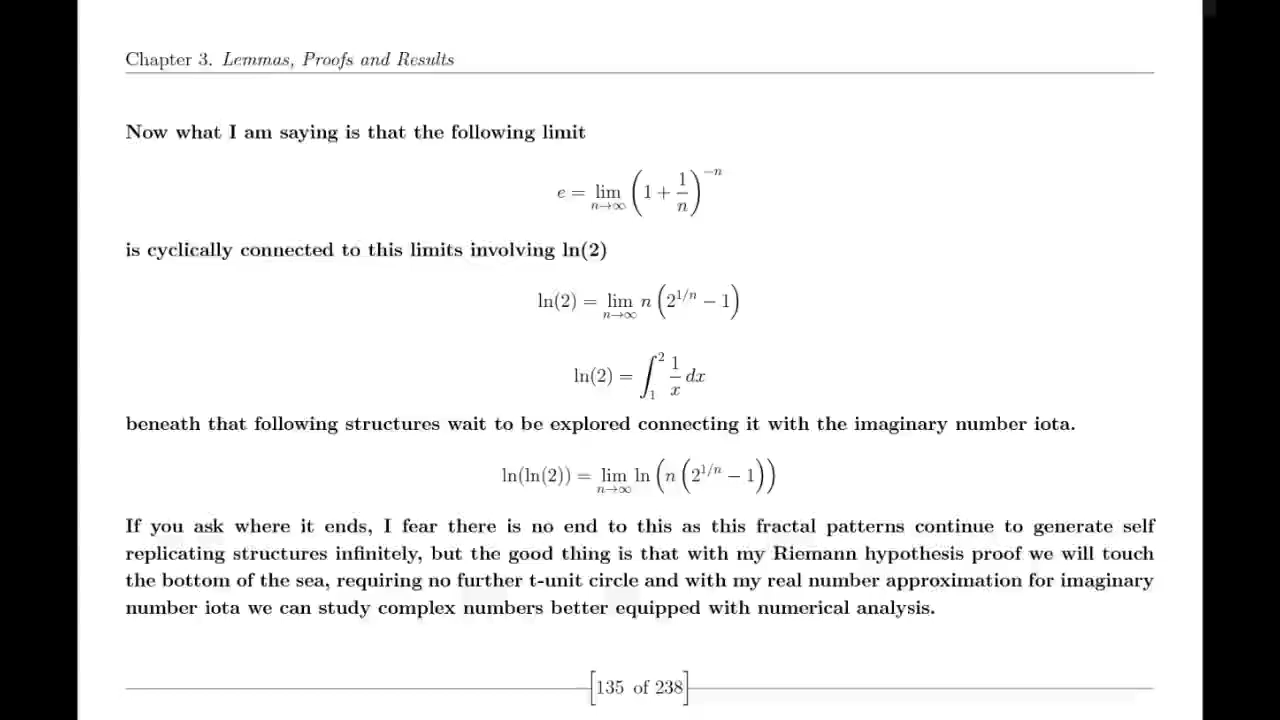 Chapter 3. Lemmas, Proofs and Results
Now what I am saying is that the following limit
e = lim_{n→∞} (1 + 1/n)^{−n}
is cyclically connected to this limits involving ln(2)
ln(2) = lim_{n→∞} n (2^{1/n} − 1)
ln(2) = ∫_1^2 1/x dx
beneath that following structures wait to be explored connecting it with the imaginary number iota.
ln(ln(2)) = lim_{n→∞} ln (n (2^{1/n} − 1))
If you ask where it ends, I fear there is no end to this as this fractal patterns continue to generate self
replicating structures infinitely, but the good thing is that with my Riemann hypothesis proof we will touch
the bottom of the sea, requiring no further t-unit circle and with my real number approximation for imaginary
number iota we can study complex numbers better equipped with numerical analysis.
[135 of 238]